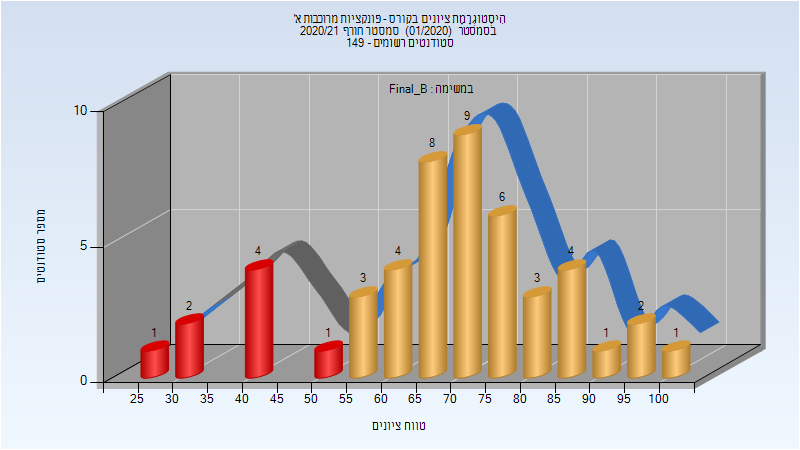 היסטוגרמת ציונים בקורס - פונקציות מרוכבות א'
בסמסטר (01/2020) סמסטר חורף 2020/21
סטודנטים רשומים - 149
במשימה : Final_B
מספר סטודנטים
10
5
0
1
2
4
1
3
4
8
9
6
3
4
1
2
1
25 30 35 40 45 50 55 60 65 70 75 80 85 90 95 100
טווח ציונים